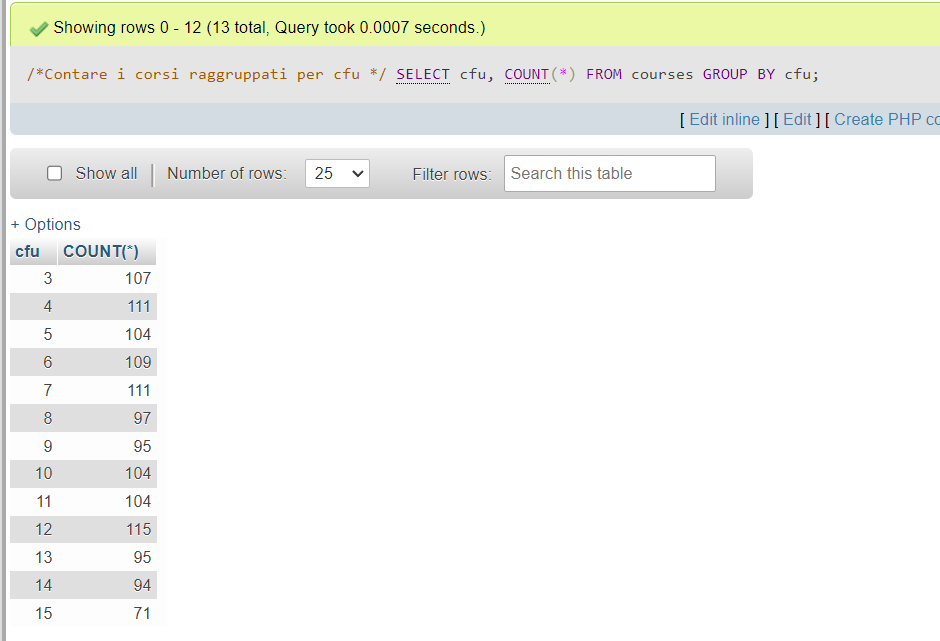 Showing rows 0 - 12 (13 total, Query took 0.0007 seconds.)
/*Contare i corsi raggruppati per cfu */ SELECT cfu, COUNT(*) FROM courses GROUP BY cfu;
[ Edit inline ] [ Edit ] [ Create PHP co
Show all | Number of rows: 25 Filter rows: Search this table
+ Options
cfu COUNT(*)
3 107
4 111
5 104
6 109
7 111
8 97
9 95
10 104
11 104
12 115
13 95
14 94
15 71